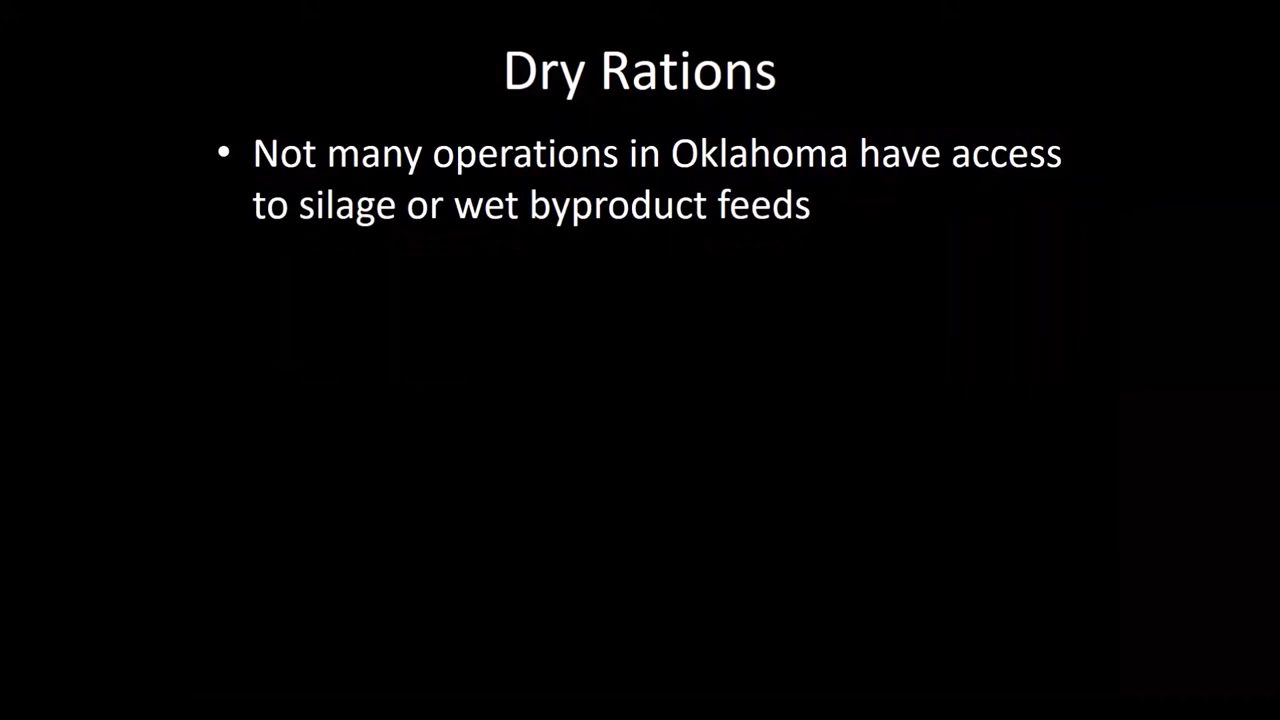 Dry Rations
• Not many operations in Oklahoma have access
to silage or wet byproduct feeds